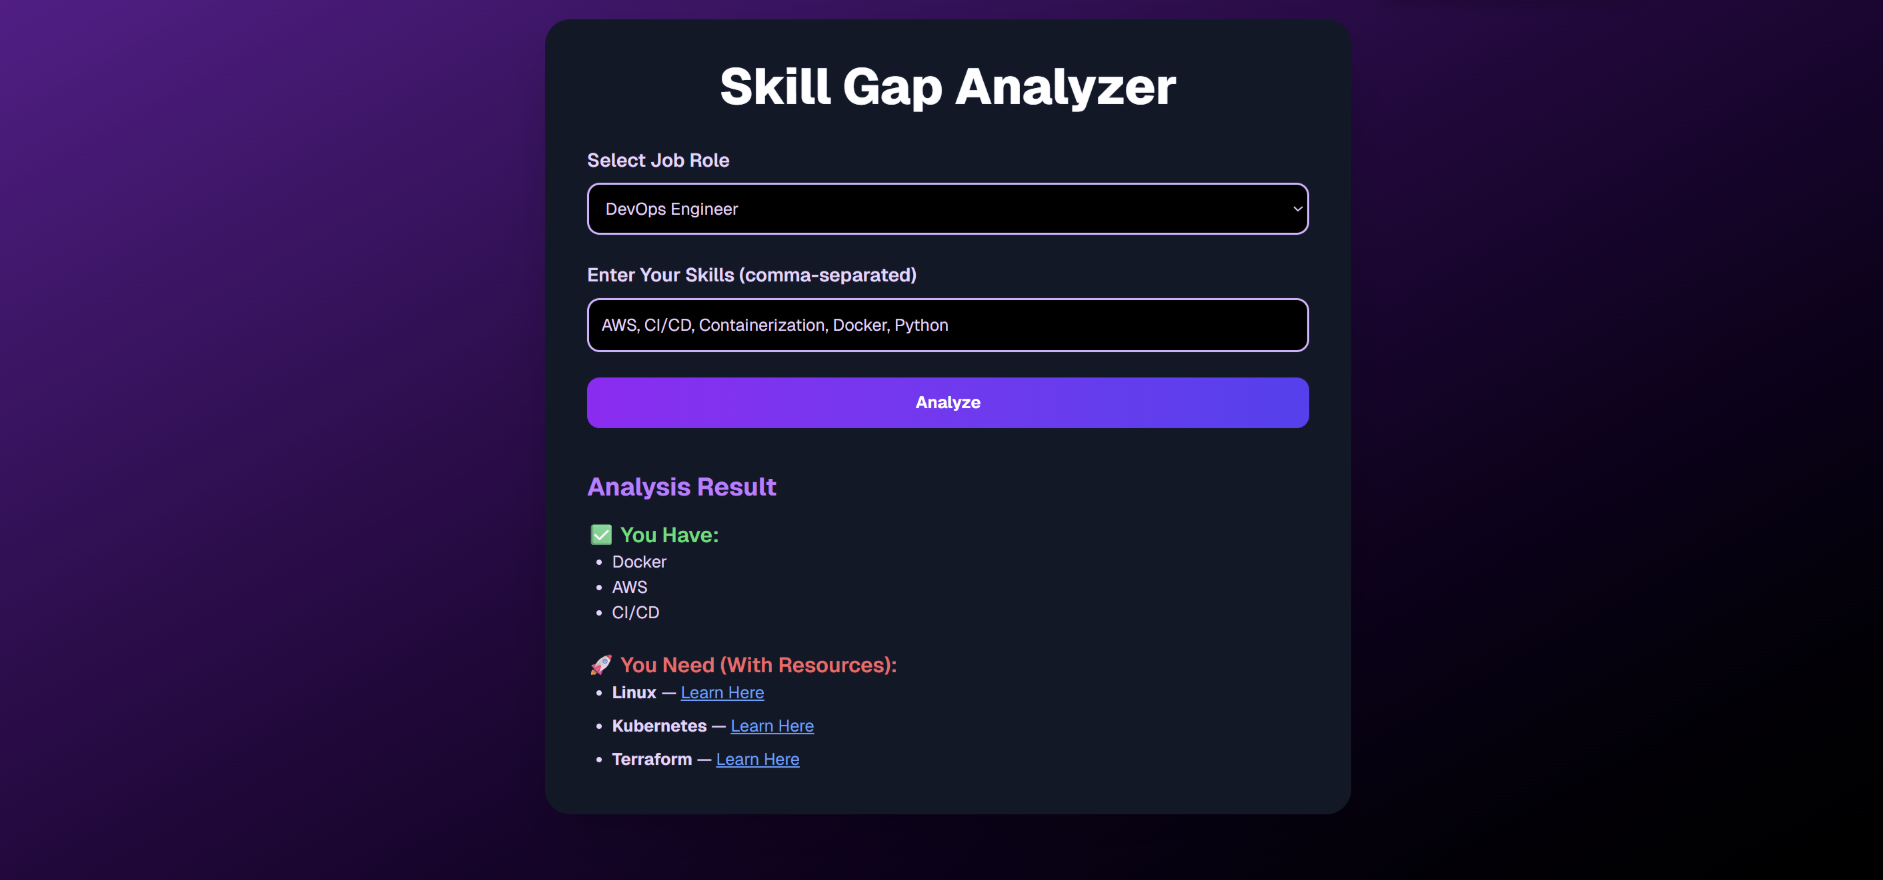 Skill Gap Analyzer
Select Job Role
DevOps Engineer
Enter Your Skills (comma-separated)
AWS, CI/CD, Containerization, Docker, Python
Analyze
Analysis Result
✅ You Have:
• Docker
• AWS
• CI/CD
🚀 You Need (With Resources):
• Linux — Learn Here
• Kubernetes — Learn Here
• Terraform — Learn Here